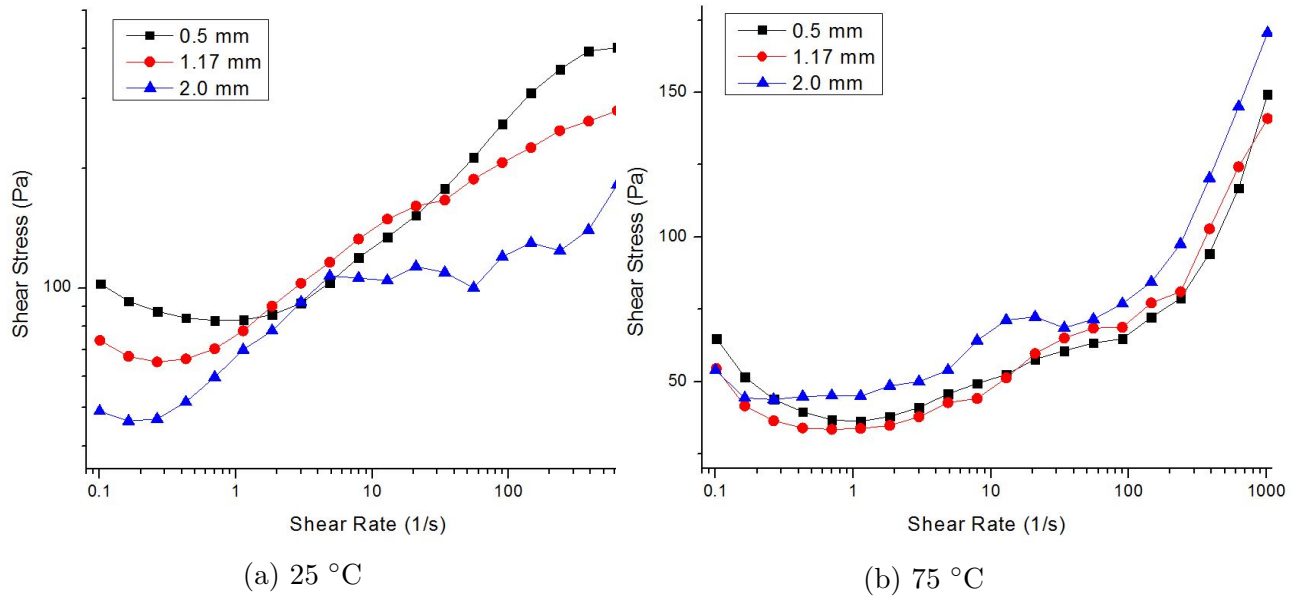 0.5 mm
1.17 mm
2.0 mm
Shear Stress (Pa)
100
0.1 1 10 100
Shear Rate (1/s)
(a) 25 °C
0.5 mm
1.17 mm
2.0 mm
Shear Stress (Pa)
150
100
50
0.1 1 10 100 1000
Shear Rate (1/s)
(b) 75 °C